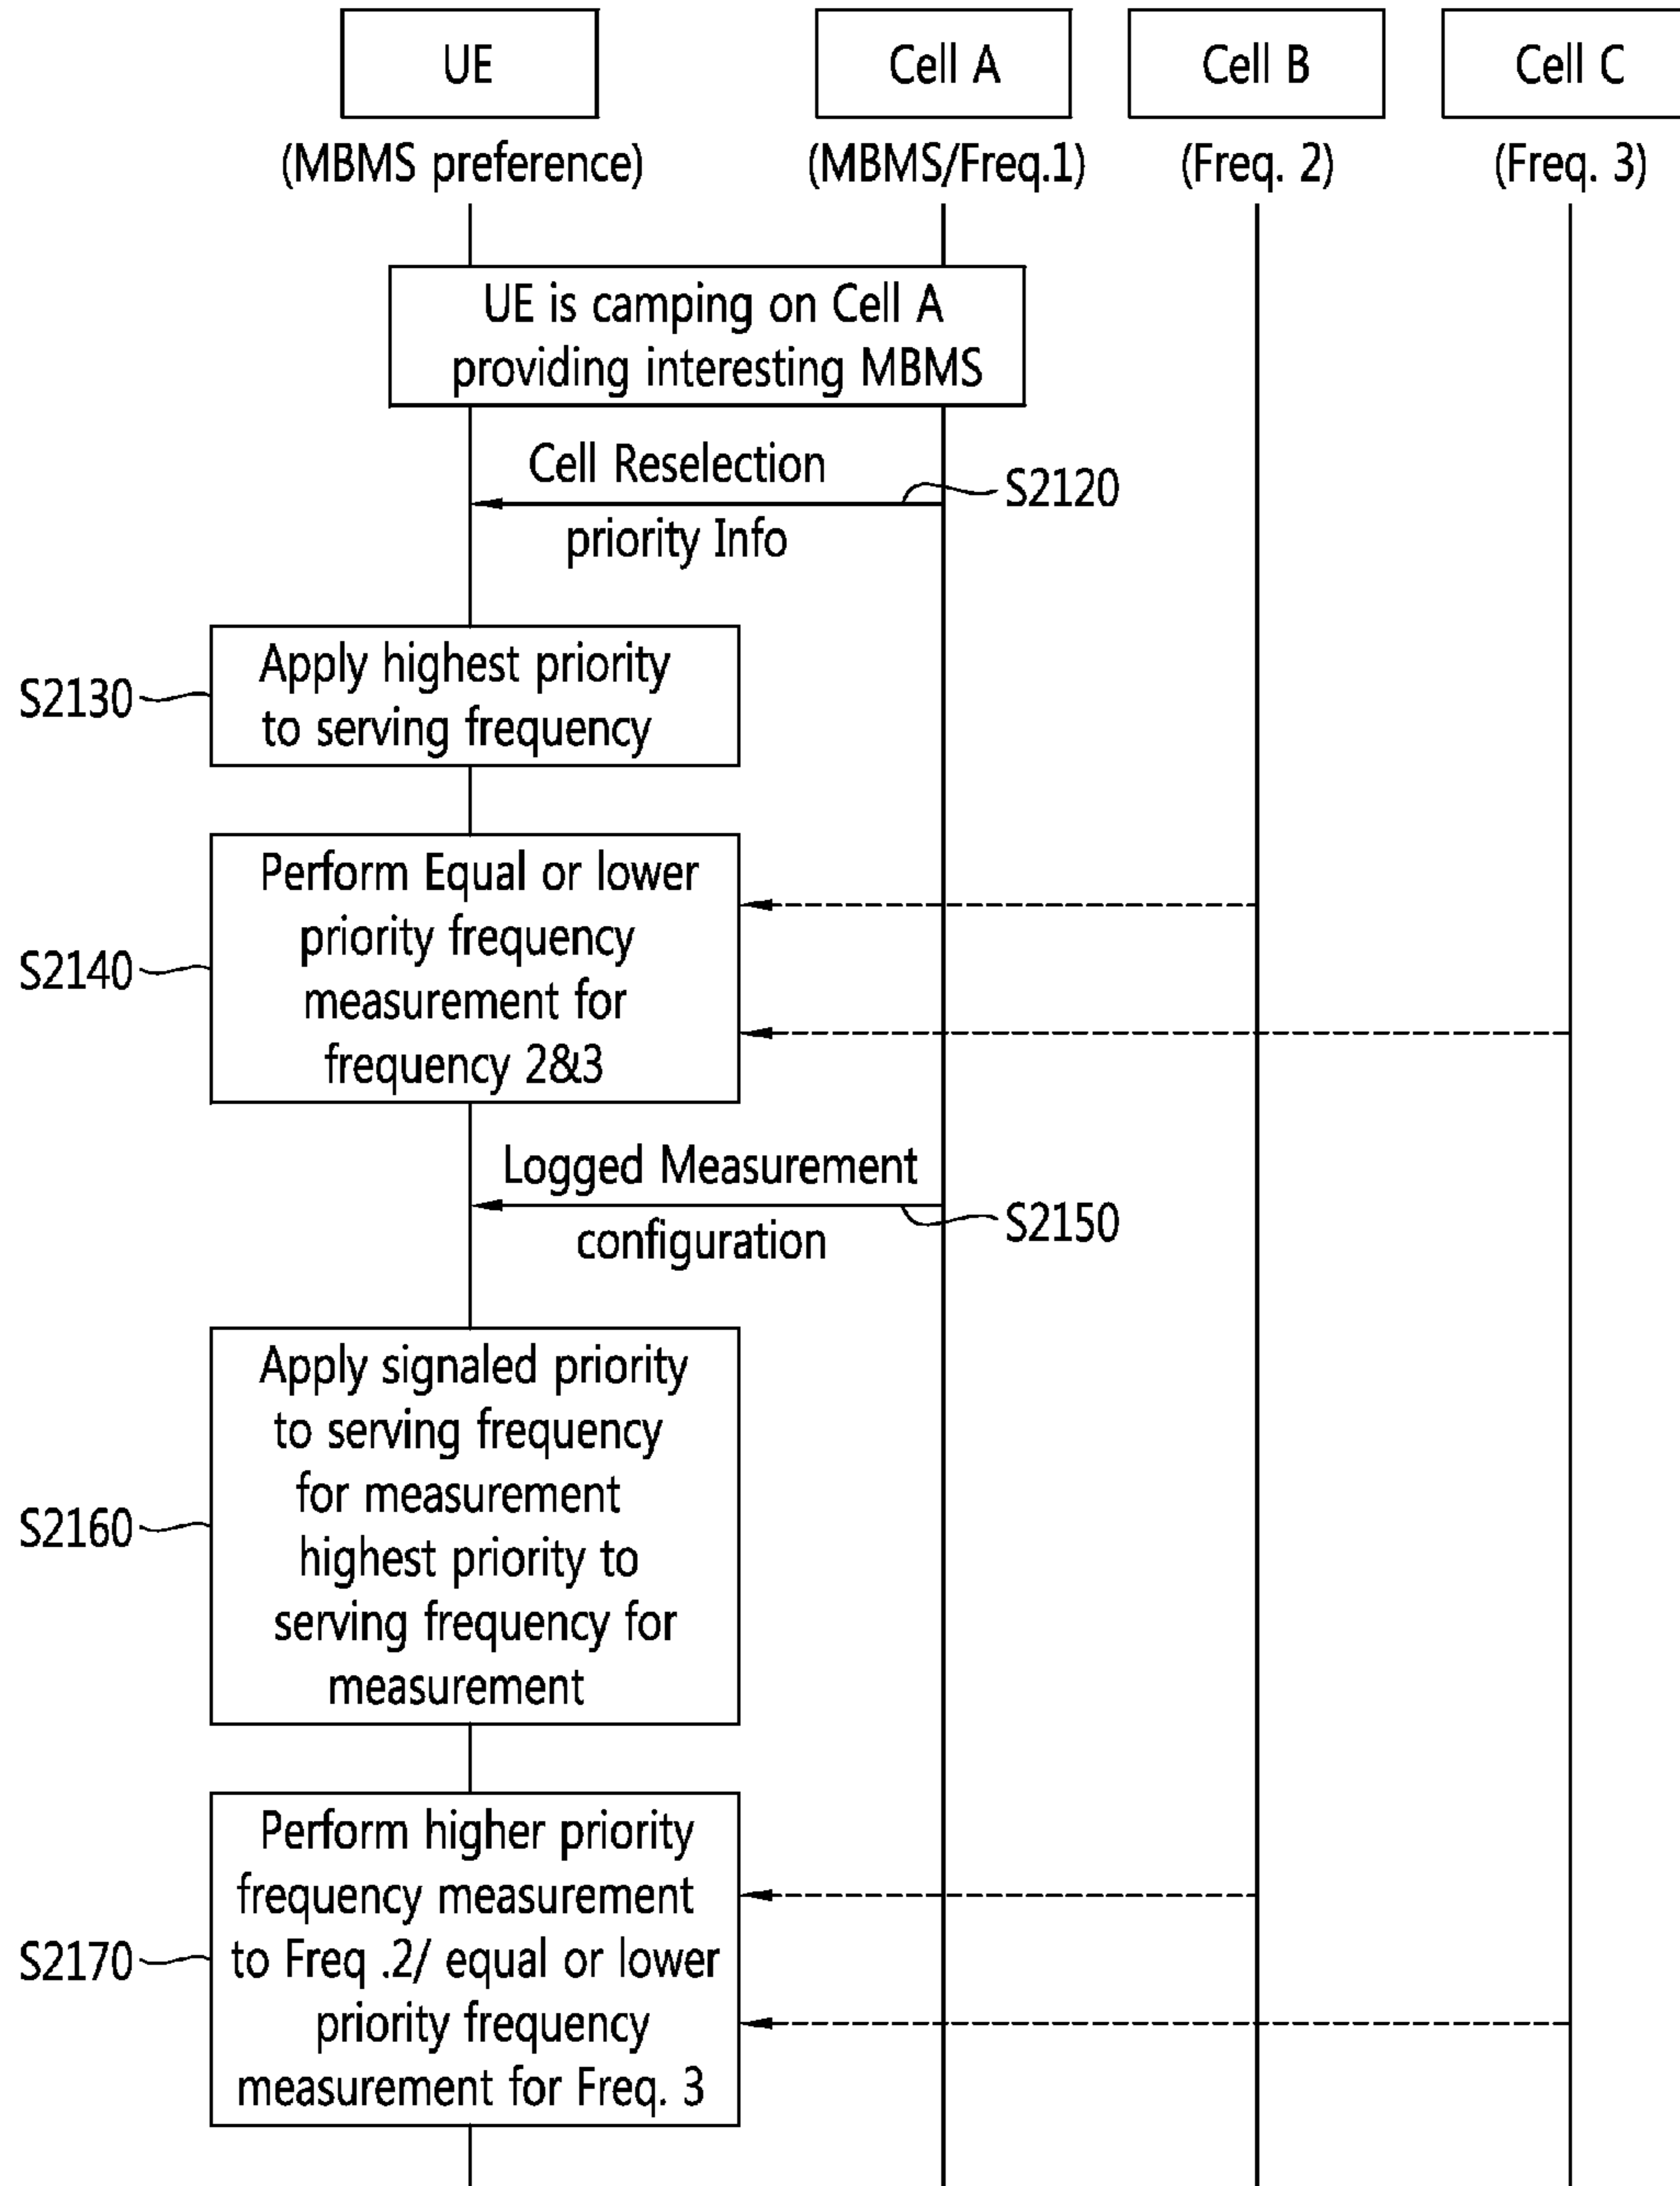 UE
Cell A
Cell B
Cell C
(MBMS preference)
(MBMS/Freq.1)
(Freq. 2)
(Freq. 3)
UE is camping on Cell A
providing interesting MBMS
Cell Reselection
priority Info
S2120
S2130
Apply highest priority
to serving frequency
S2140
Perform Equal or lower
priority frequency
measurement for
frequency 2&3
Logged Measurement
configuration
S2150
S2160
Apply signaled priority
to serving frequency
for measurement
highest priority to
serving frequency for
measurement
S2170
Perform higher priority
frequency measurement
to Freq .2/ equal or lower
priority frequency
measurement for Freq. 3